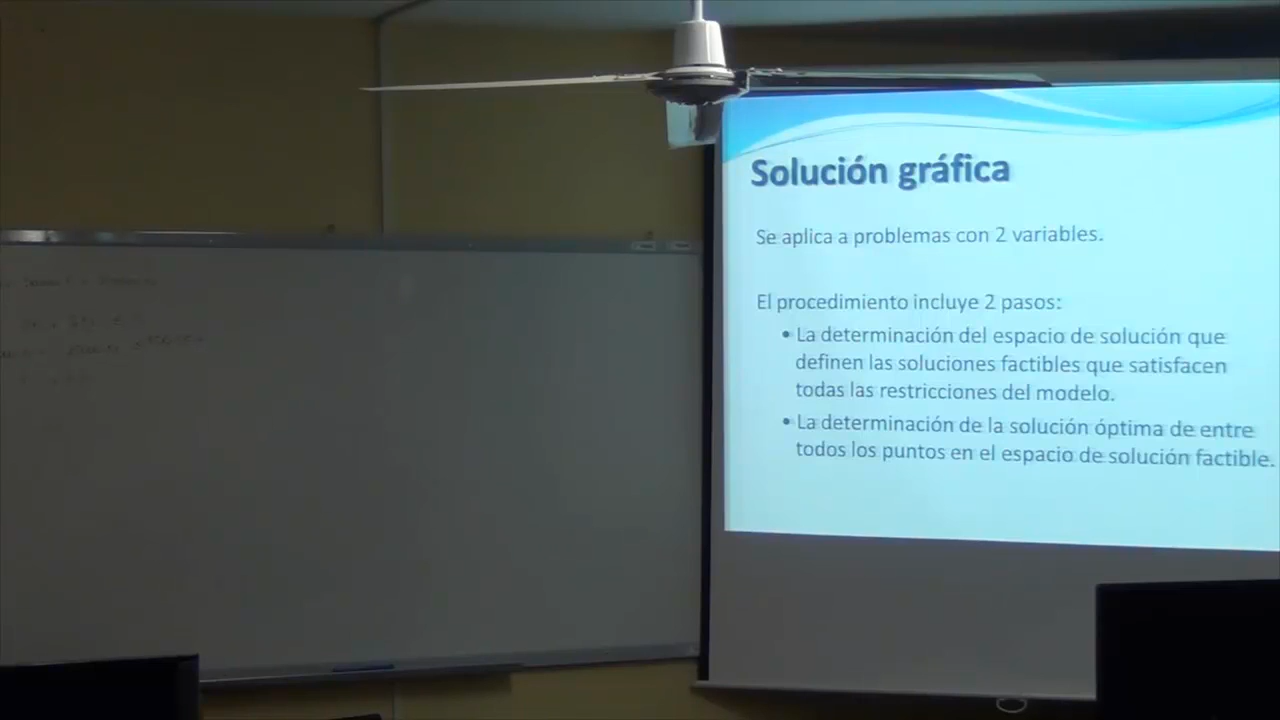 Solución gráfica
Se aplica a problemas con 2 variables.
El procedimiento incluye 2 pasos:
• La determinación del espacio de solución que
definen las soluciones factibles que satisfacen
todas las restricciones del modelo.
• La determinación de la solución óptima de entre
todos los puntos en el espacio de solución factible.